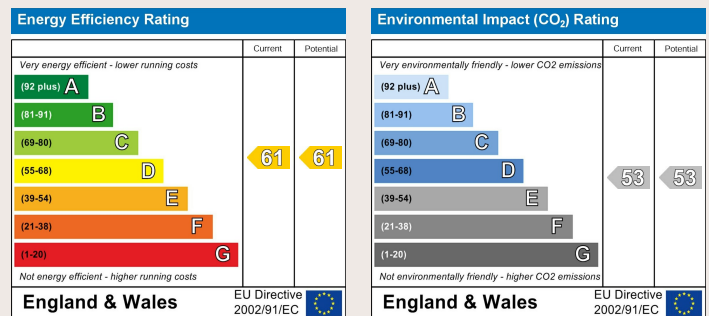 Energy Efficiency Rating
Current Potential
Very energy efficient - lower running costs
(92 plus) A
(81-91) B
(69-80) C
61 61
(55-68) D
(39-54) E
(21-38) F
(1-20) G
Not energy efficient - higher running costs
England & Wales
EU Directive
2002/91/EC
Environmental Impact (CO₂) Rating
Current Potential
Very environmentally friendly - lower CO2 emissions
(92 plus) A
(81-91) B
(69-80) C
(55-68) D
53 53
(39-54) E
(21-38) F
(1-20) G
Not environmentally friendly - higher CO2 emissions
England & Wales
EU Directive
2002/91/EC